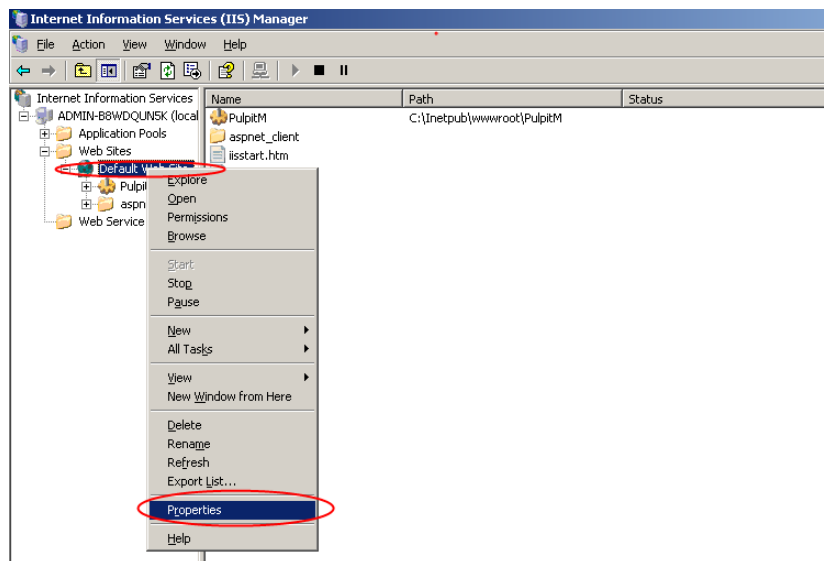 Internet Information Services (IIS) Manager
File Action View Window Help
Internet Information Services
Name Path Status
ADMIN-B8WDQUN5K (local
PulpitM C:\Inetpub\wwwroot\PulpitM
Application Pools
aspnet_client
Web Sites
iisstart.htm
Default
Explore
Pulpi
Open
aspn
Permissions
Web Service
Browse
Start
Stop
Pause
New
All Tasks
View
New Window from Here
Delete
Rename
Refresh
Export List...
Properties
Help